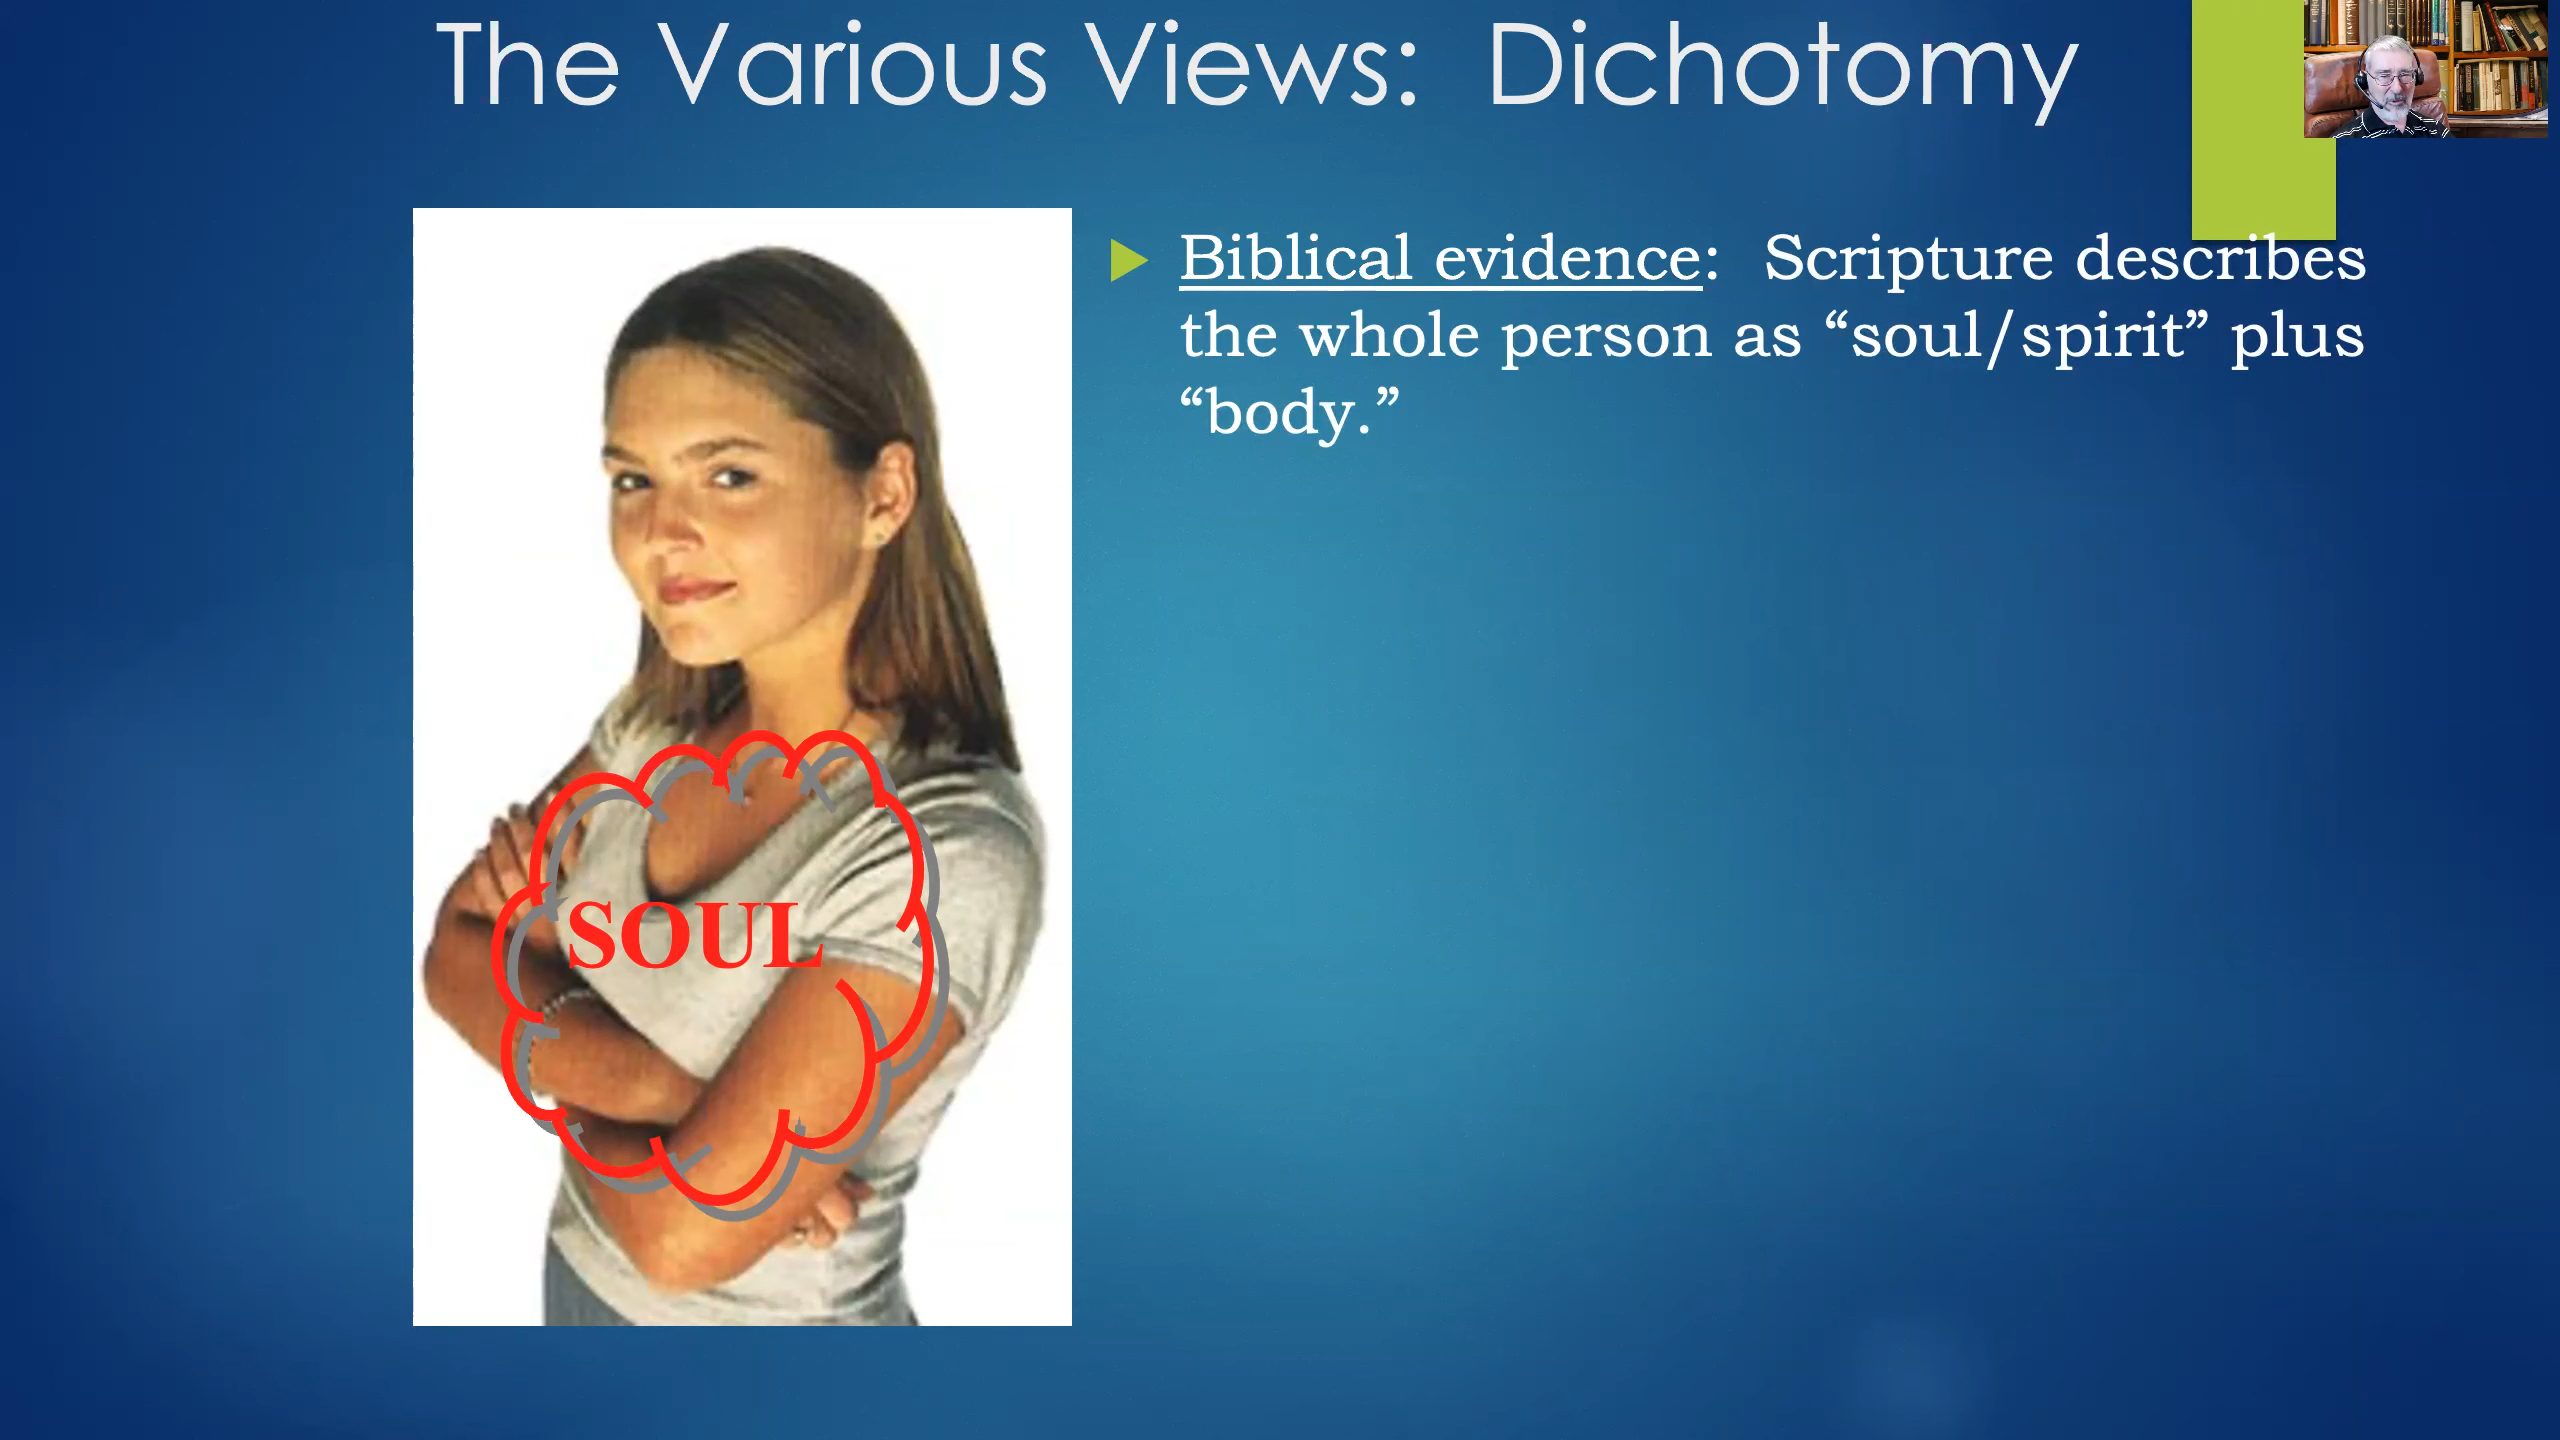 The Various Views:  Dichotomy
Biblical evidence:  Scripture describes
the whole person as “soul/spirit” plus
“body.”
SOUL